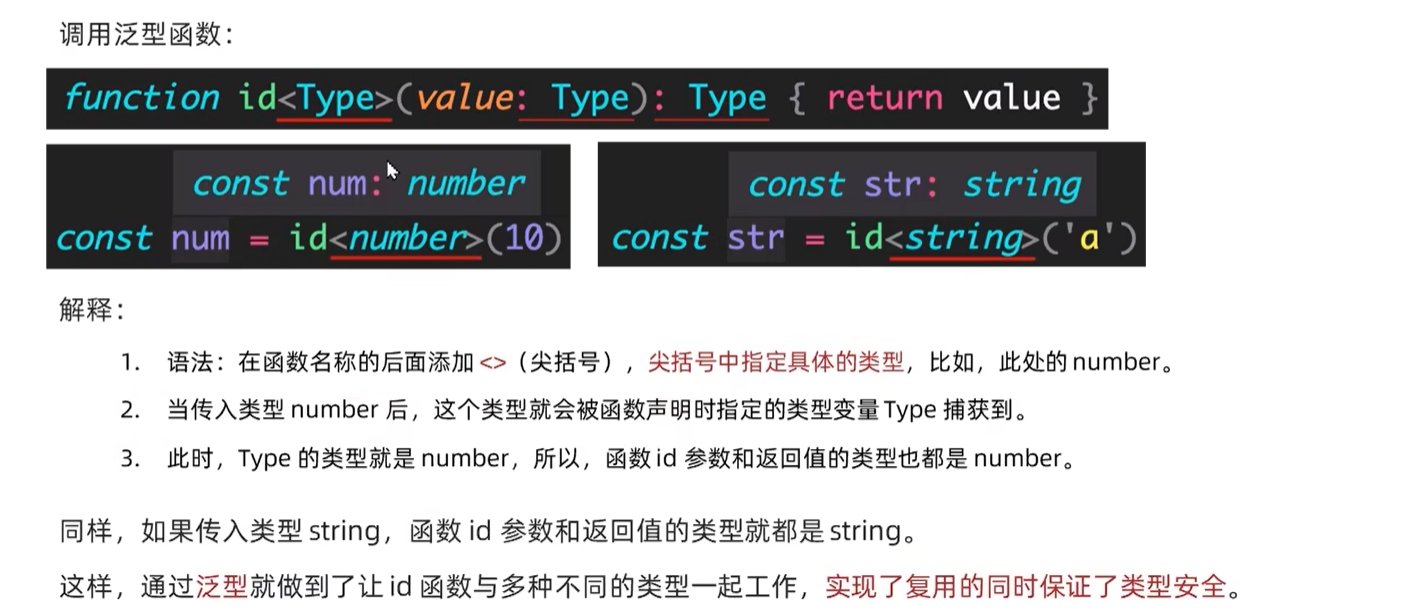 调用泛型函数：
function id<Type>(value: Type): Type { return value }
const num: number
const num = id<number>(10)
const str: string
const str = id<string>('a')
解释：
1. 语法：在函数名称的后面添加 <>（尖括号），尖括号中指定具体的类型，比如，此处的 number。
2. 当传入类型 number 后，这个类型就会被函数声明时指定的类型变量 Type 捕获到。
3. 此时，Type 的类型就是 number，所以，函数 id 参数和返回值的类型也都是 number。
同样，如果传入类型 string，函数 id 参数和返回值的类型就都是 string。
这样，通过泛型就做到了让 id 函数与多种不同的类型一起工作，实现了复用的同时保证了类型安全。